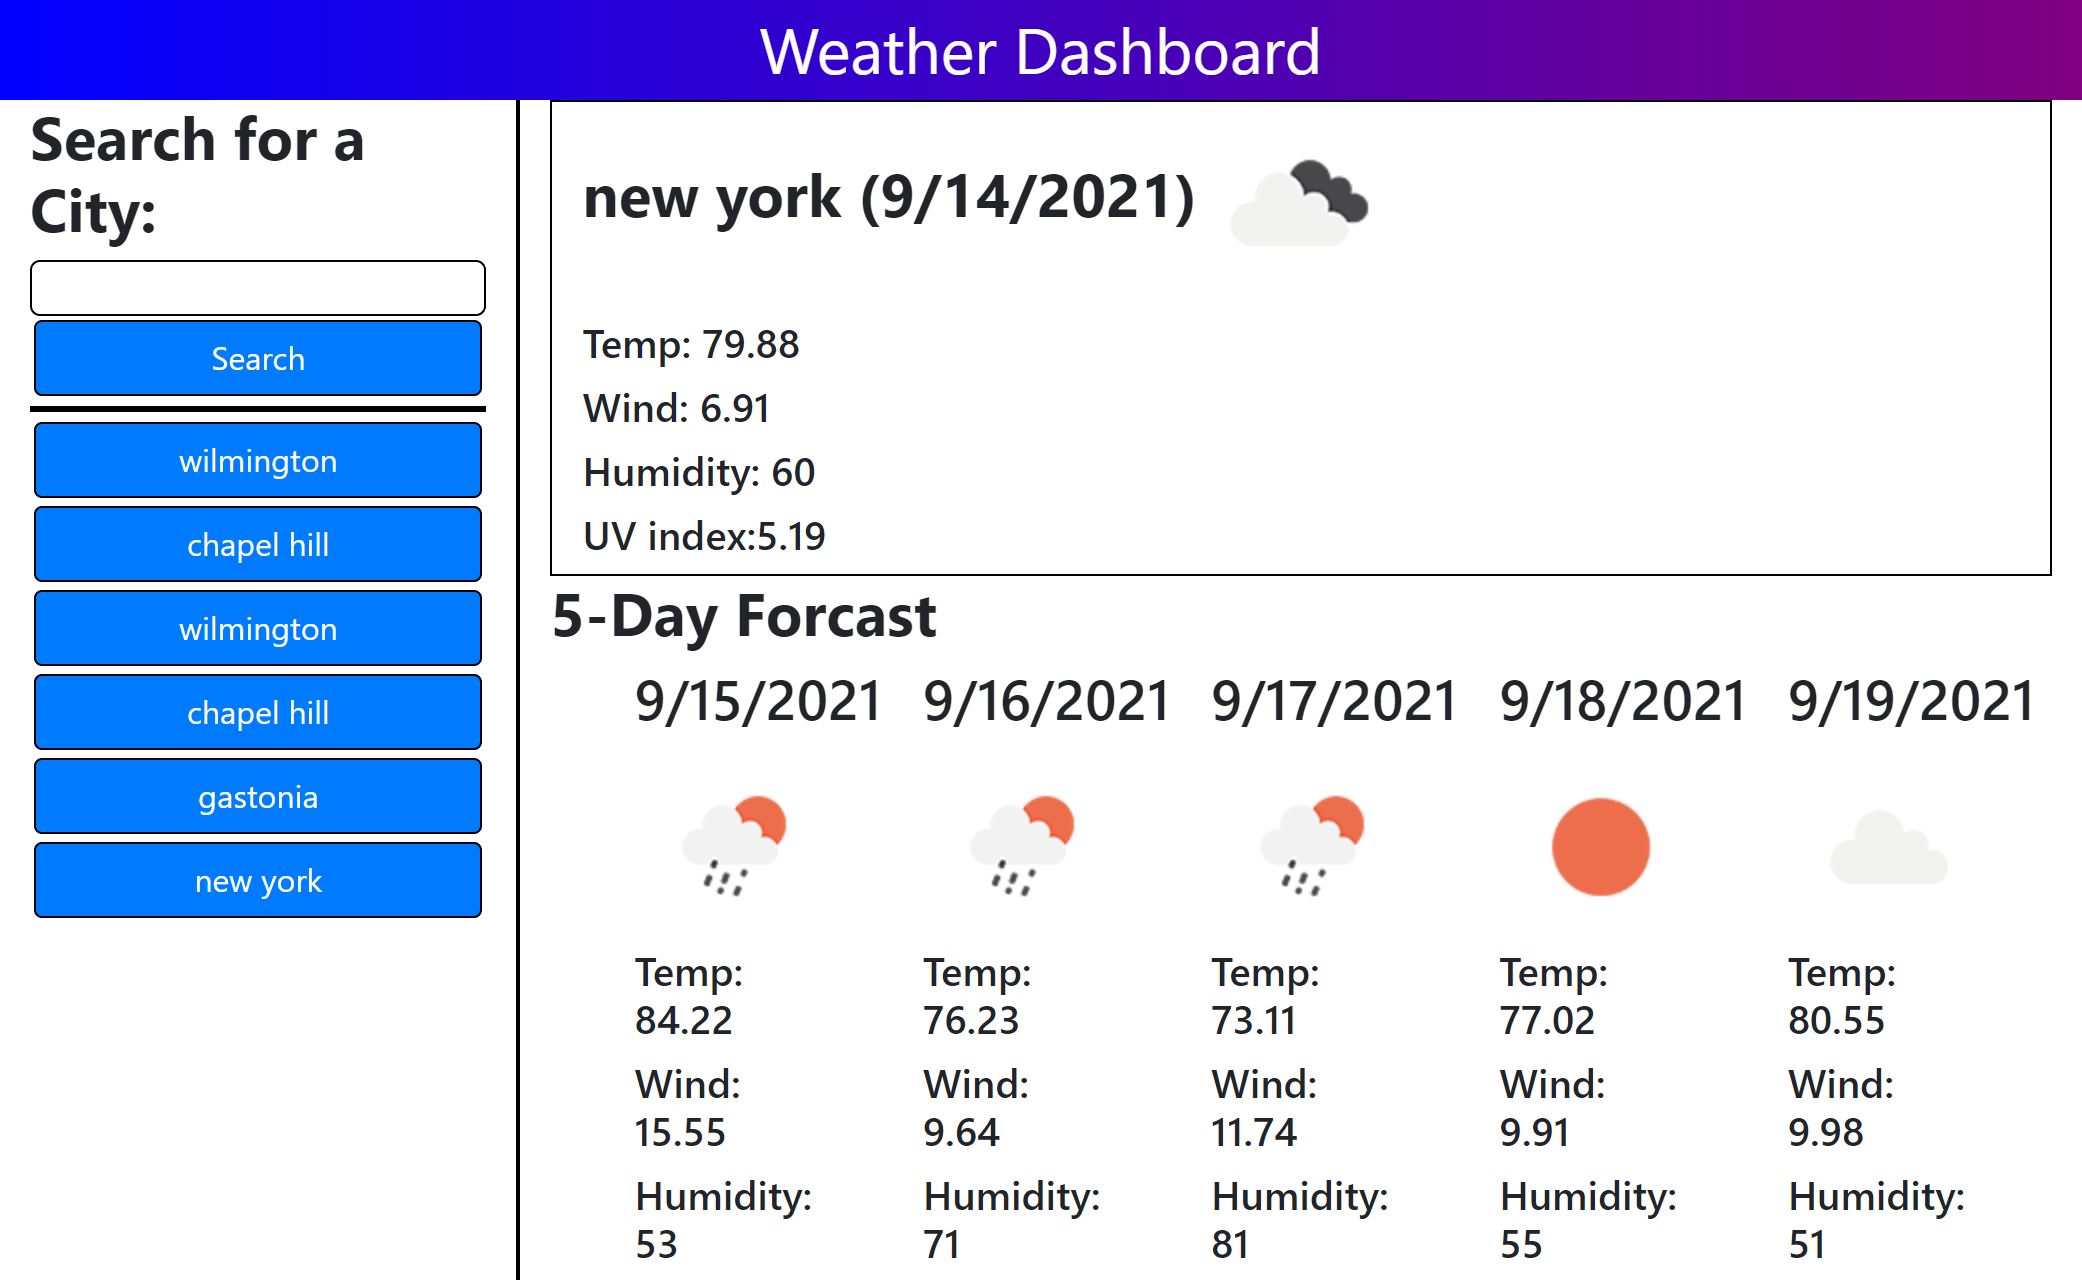 Weather Dashboard
Search for a
City:
Search
wilmington
chapel hill
wilmington
chapel hill
gastonia
new york
new york (9/14/2021)
Temp: 79.88
Wind: 6.91
Humidity: 60
UV index:5.19
5-Day Forcast
9/15/2021
Temp:
84.22
Wind:
15.55
Humidity:
53
9/16/2021
Temp:
76.23
Wind:
9.64
Humidity:
71
9/17/2021
Temp:
73.11
Wind:
11.74
Humidity:
81
9/18/2021
Temp:
77.02
Wind:
9.91
Humidity:
55
9/19/2021
Temp:
80.55
Wind:
9.98
Humidity:
51